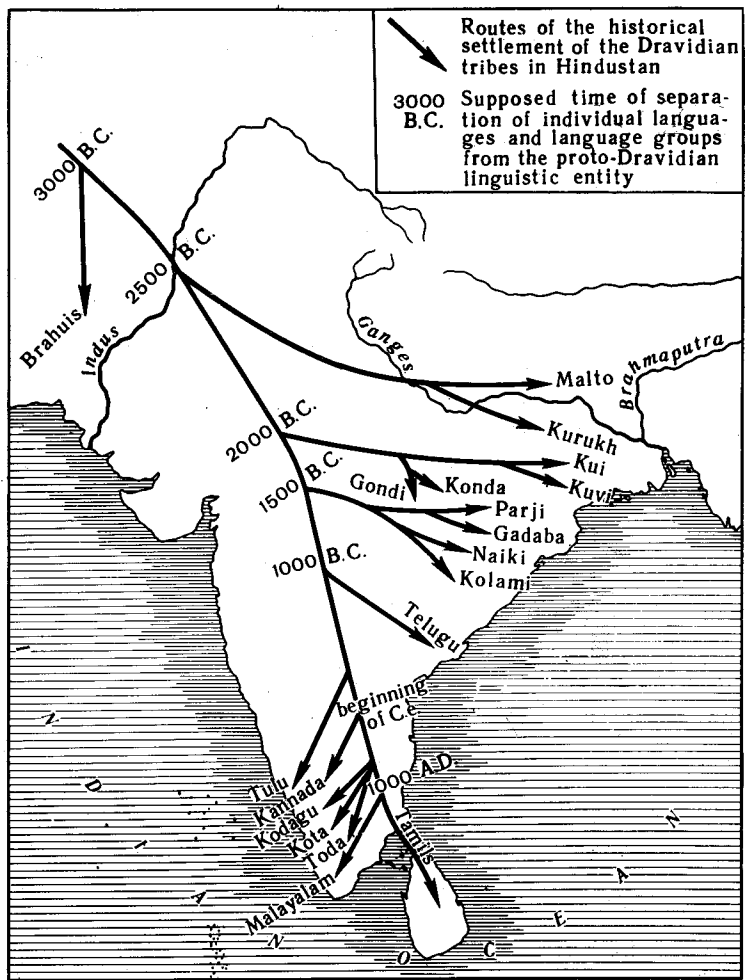 Routes of the historical
settlement of the Dravidian
tribes in Hindustan
3000 B.C.
Supposed time of separa-
tion of individual langua-
ges and language groups
from the proto-Dravidian
linguistic entity
3000 B.C.
2500 B.C.
Brahuis
Indus
Ganges
Brahmaputra
Malto
Kurukh
2000 B.C.
Kui
Kuvi
Gondi
Konda
1500 B.C.
Parji
Gadaba
Naiki
Kolami
1000 B.C.
Telugu
beginning
of C.e.
Tulu
Kannada
Kodagu
Kota
Toda
1000 A.D.
Malayalam
Tamils
INDIAN OCEAN